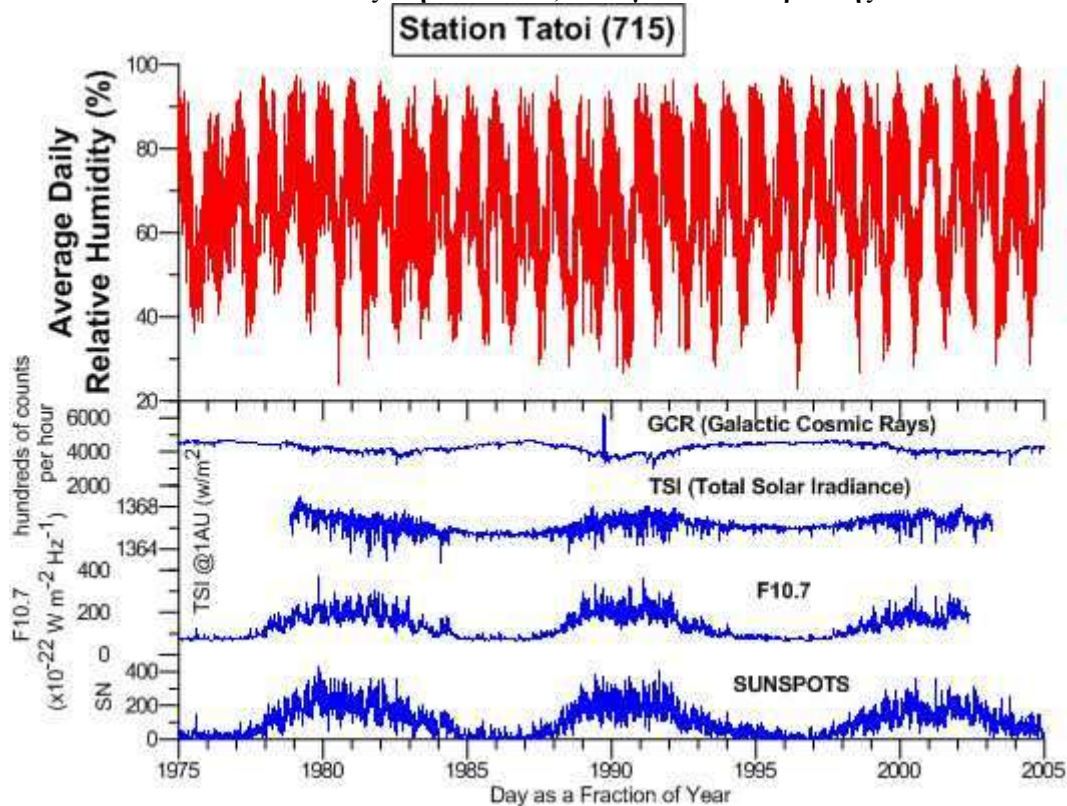 Station Tatoi (715)
Average Daily
Relative Humidity (%)
100
80
60
40
20
hundreds of counts
per hour
6000
4000
2000
GCR (Galactic Cosmic Rays)
TSI @1AU (w/m²)
1368
1364
TSI (Total Solar Irradiance)
F10.7
(x10⁻²² W m⁻² Hz⁻¹)
400
200
0
F10.7
SN
400
200
0
SUNSPOTS
1975 1980 1985 1990 1995 2000 2005
Day as a Fraction of Year